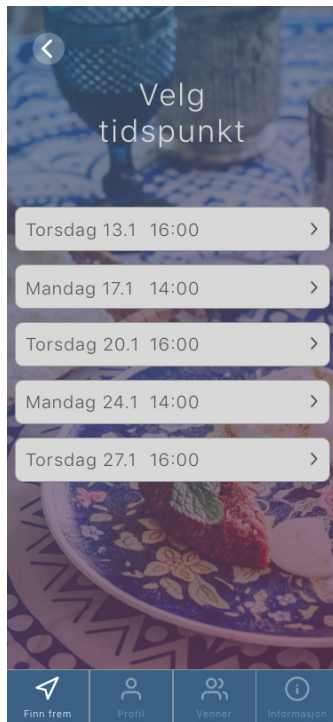 Velg
tidspunkt
Torsdag 13.1 16:00
Mandag 17.1 14:00
Torsdag 20.1 16:00
Mandag 24.1 14:00
Torsdag 27.1 16:00
Finn frem
Profil
Venner
Informasjon